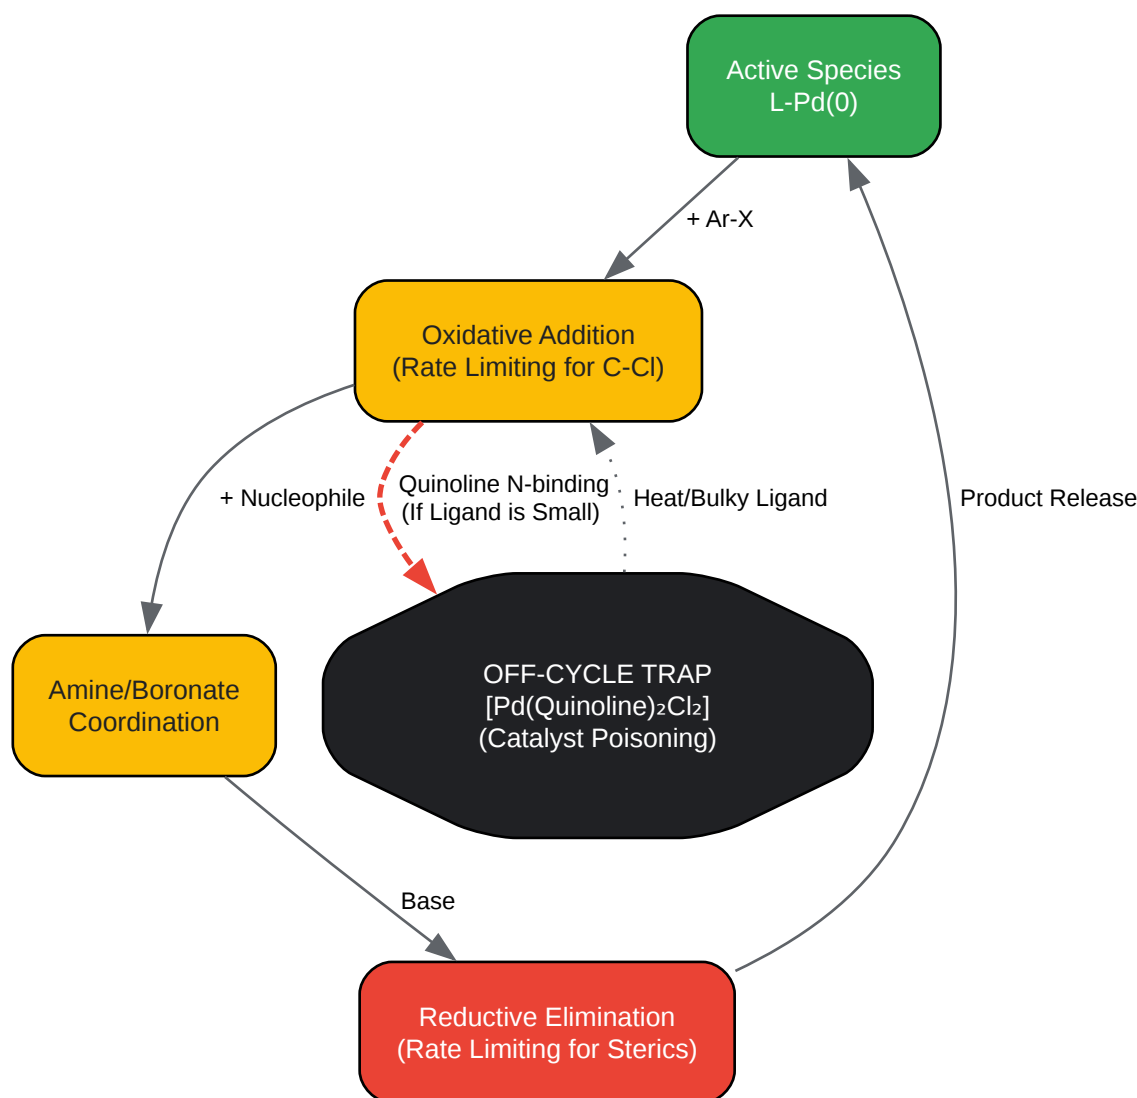 Active Species
L-Pd(0)
+ Ar-X
Oxidative Addition
(Rate Limiting for C-Cl)
+ Nucleophile
Quinoline N-binding
(If Ligand is Small)
Heat/Bulky Ligand
Product Release
Amine/Boronate
Coordination
OFF-CYCLE TRAP
[Pd(Quinoline)₂Cl₂]
(Catalyst Poisoning)
Base
Reductive Elimination
(Rate Limiting for Sterics)